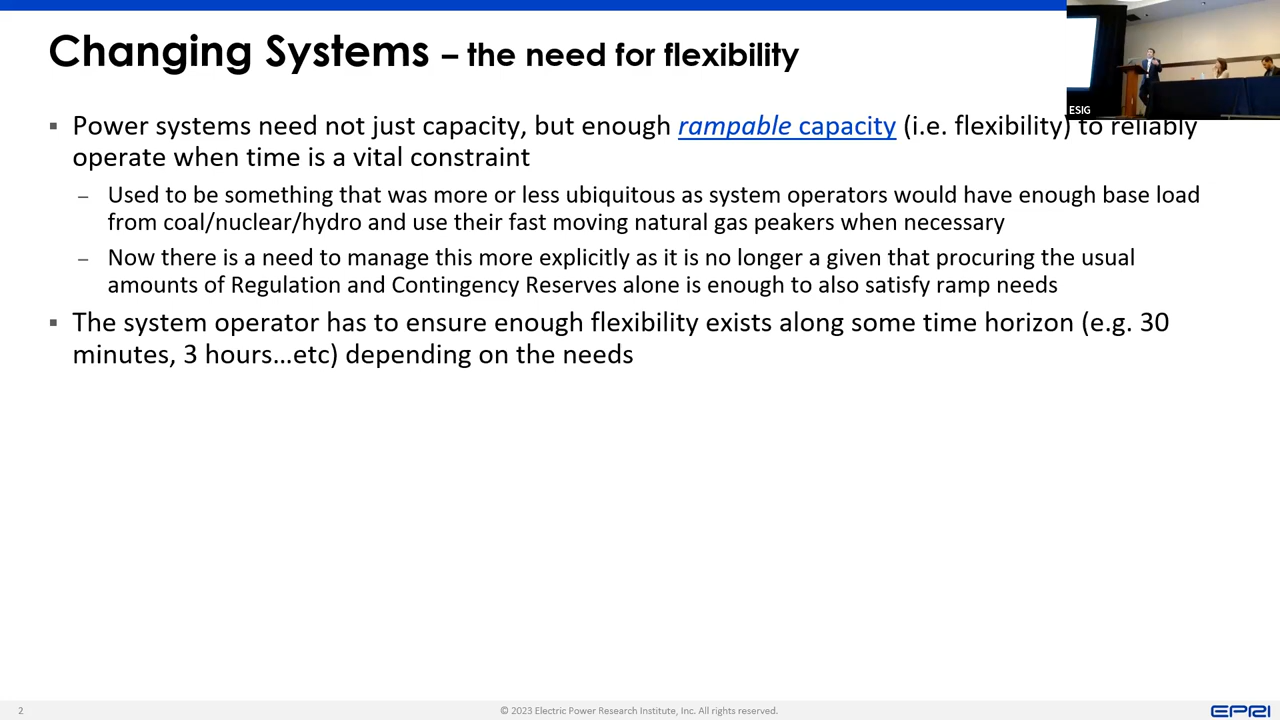 Changing Systems – the need for flexibility
ESIG
▪ Power systems need not just capacity, but enough rampable capacity (i.e. flexibility) to reliably
operate when time is a vital constraint
– Used to be something that was more or less ubiquitous as system operators would have enough base load
from coal/nuclear/hydro and use their fast moving natural gas peakers when necessary
– Now there is a need to manage this more explicitly as it is no longer a given that procuring the usual
amounts of Regulation and Contingency Reserves alone is enough to also satisfy ramp needs
▪ The system operator has to ensure enough flexibility exists along some time horizon (e.g. 30
minutes, 3 hours...etc) depending on the needs
2
© 2023 Electric Power Research Institute, Inc. All rights reserved.
EPRI